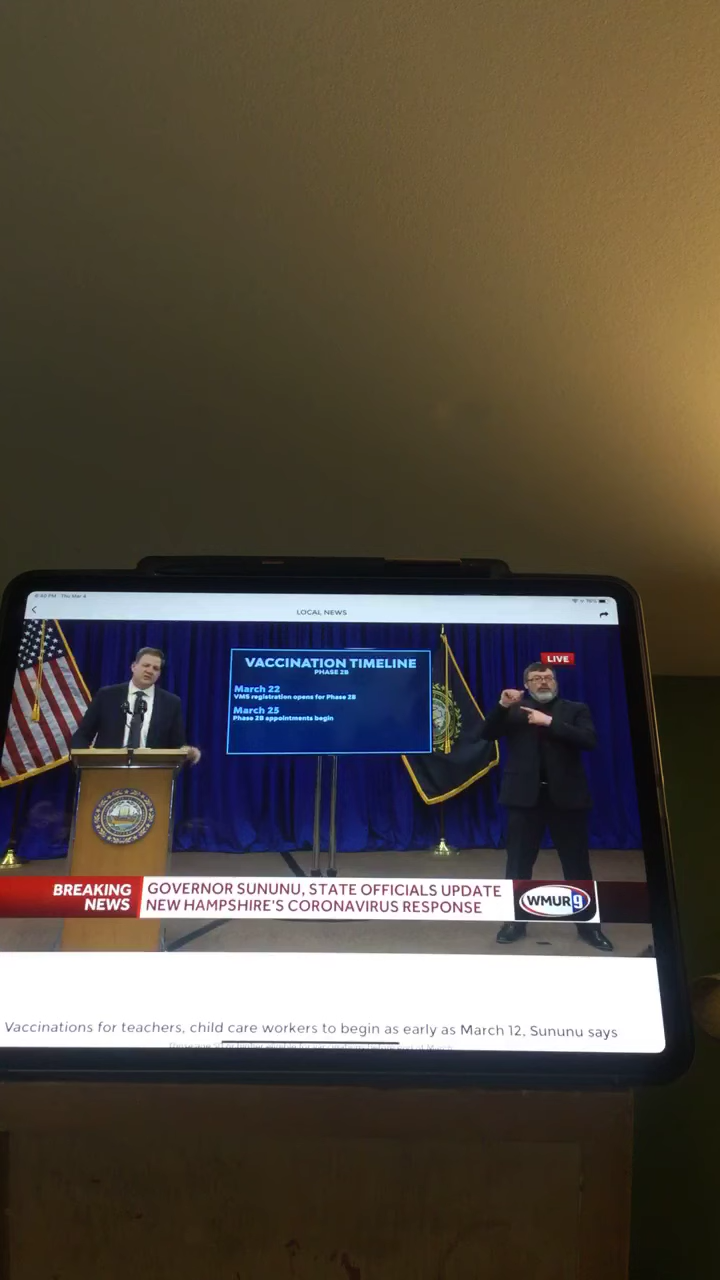 LOCAL NEWS
LIVE
VACCINATION TIMELINE
PHASE 2B
March 22
VMS registration opens for Phase 2B
March 25
Phase 2B appointments begin
BREAKING NEWS
GOVERNOR SUNUNU, STATE OFFICIALS UPDATE
NEW HAMPSHIRE'S CORONAVIRUS RESPONSE
WMUR 9
Vaccinations for teachers, child care workers to begin as early as March 12, Sununu says